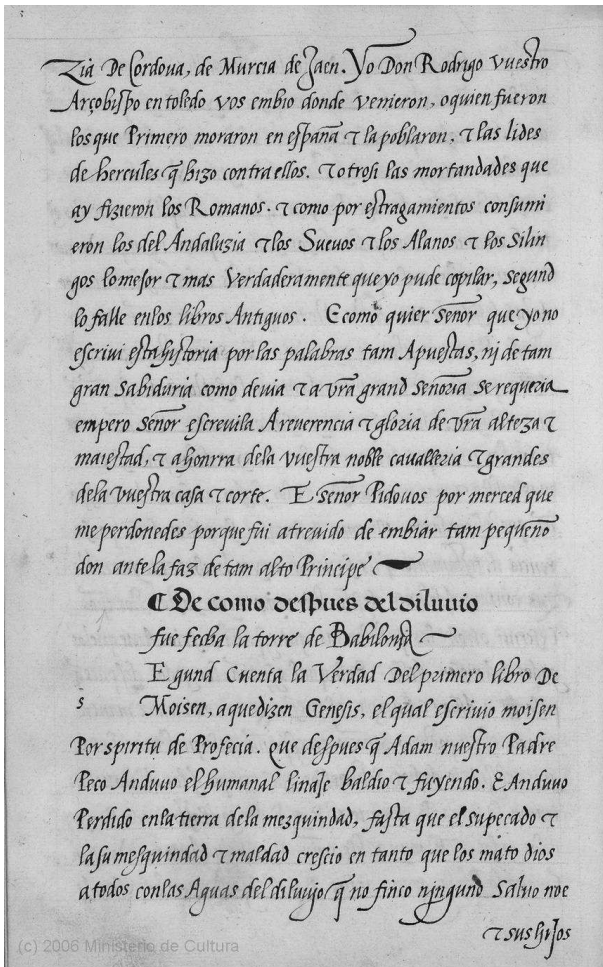 5
zia De Cordoua, de Murcia de Jaen. Yo Don Rodrigo vuestro
Arçobispo en toledo vos embio donde venieron, o quien fueron
los que Primero moraron en españa τ la poblaron, τ las lides
de hercules q̃ hizo contra ellos. τ otrosi las mortandades que
ay fizieron los Romanos. τ como por estragamientos consumi
eron los del Andaluzia τ los Sueuos τ los Alanos τ los Silin
gos lo mejor τ mas Verdaderamente que yo pude copilar, segund
lo falle en los libros Antiguos. E como quier señor que yo no
escriui esta historia por las palabras tam Apuestas, nj de tam
gran sabiduria como deuia τ a vr̃a grand señoria se requeria
empero señor escreuila A reuerencia τ gloria de vr̃a alteza τ
maiestad, τ a honrra dela vuestra noble caualleria τ grandes
dela vuestra casa τ corte. E señor Pidouos por merced que
me perdonedes porque fui atreuido de embiar tam pequeño
don ante la faz de tam alto Principe
¶ De como despues del diluuio
fue fecha la torre de Babilonja
E gund Cuenta la Verdad Del primero libro De
s Moisen, a que dizen Genesis, el qual escriuio moisen
Por spiritu de Profecia. que despues q̃ Adam nuestro Padre
Peco Anduuo el humanal linaje baldio τ fuyendo. E Anduuo
Perdido en la tierra de la mezquindad, fasta que el su pecado τ
la su mesquindad τ maldad crescio en tanto que los mato dios
a todos con las Aguas del diluujo q̃ no finco njngund saluo noe
τ sus hijos
(c) 2006 Ministerio de Cultura